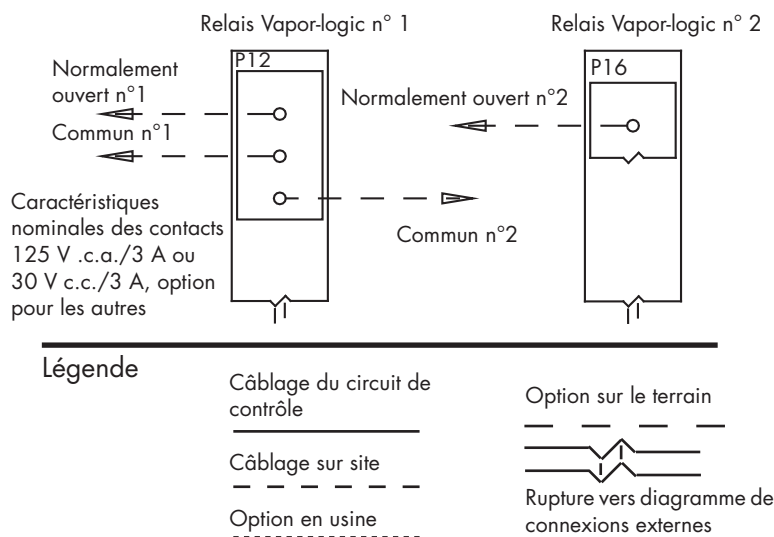 Relais Vapor-logic n° 1
Relais Vapor-logic n° 2
P12
P16
Normalement
ouvert n°1
Commun n°1
Normalement ouvert n°2
Commun n°2
Caractéristiques
nominales des contacts
125 V .c.a./3 A ou
30 V c.c./3 A, option
pour les autres
Légende
Câblage du circuit de
contrôle
Câblage sur site
Option en usine
Option sur le terrain
Rupture vers diagramme de
connexions externes